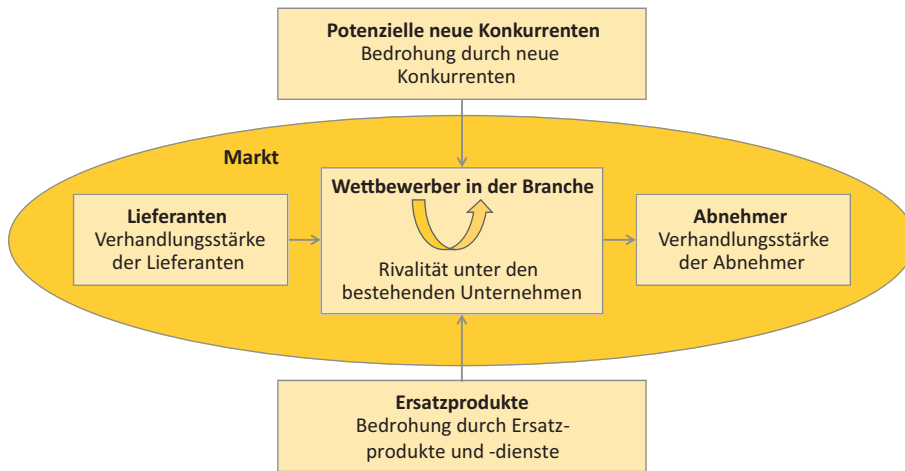 Potenzielle neue Konkurrenten
Bedrohung durch neue
Konkurrenten
Markt
Lieferanten
Verhandlungsstärke
der Lieferanten
Wettbewerber in der Branche
Rivalität unter den
bestehenden Unternehmen
Abnehmer
Verhandlungsstärke
der Abnehmer
Ersatzprodukte
Bedrohung durch Ersatz-
produkte und -dienste